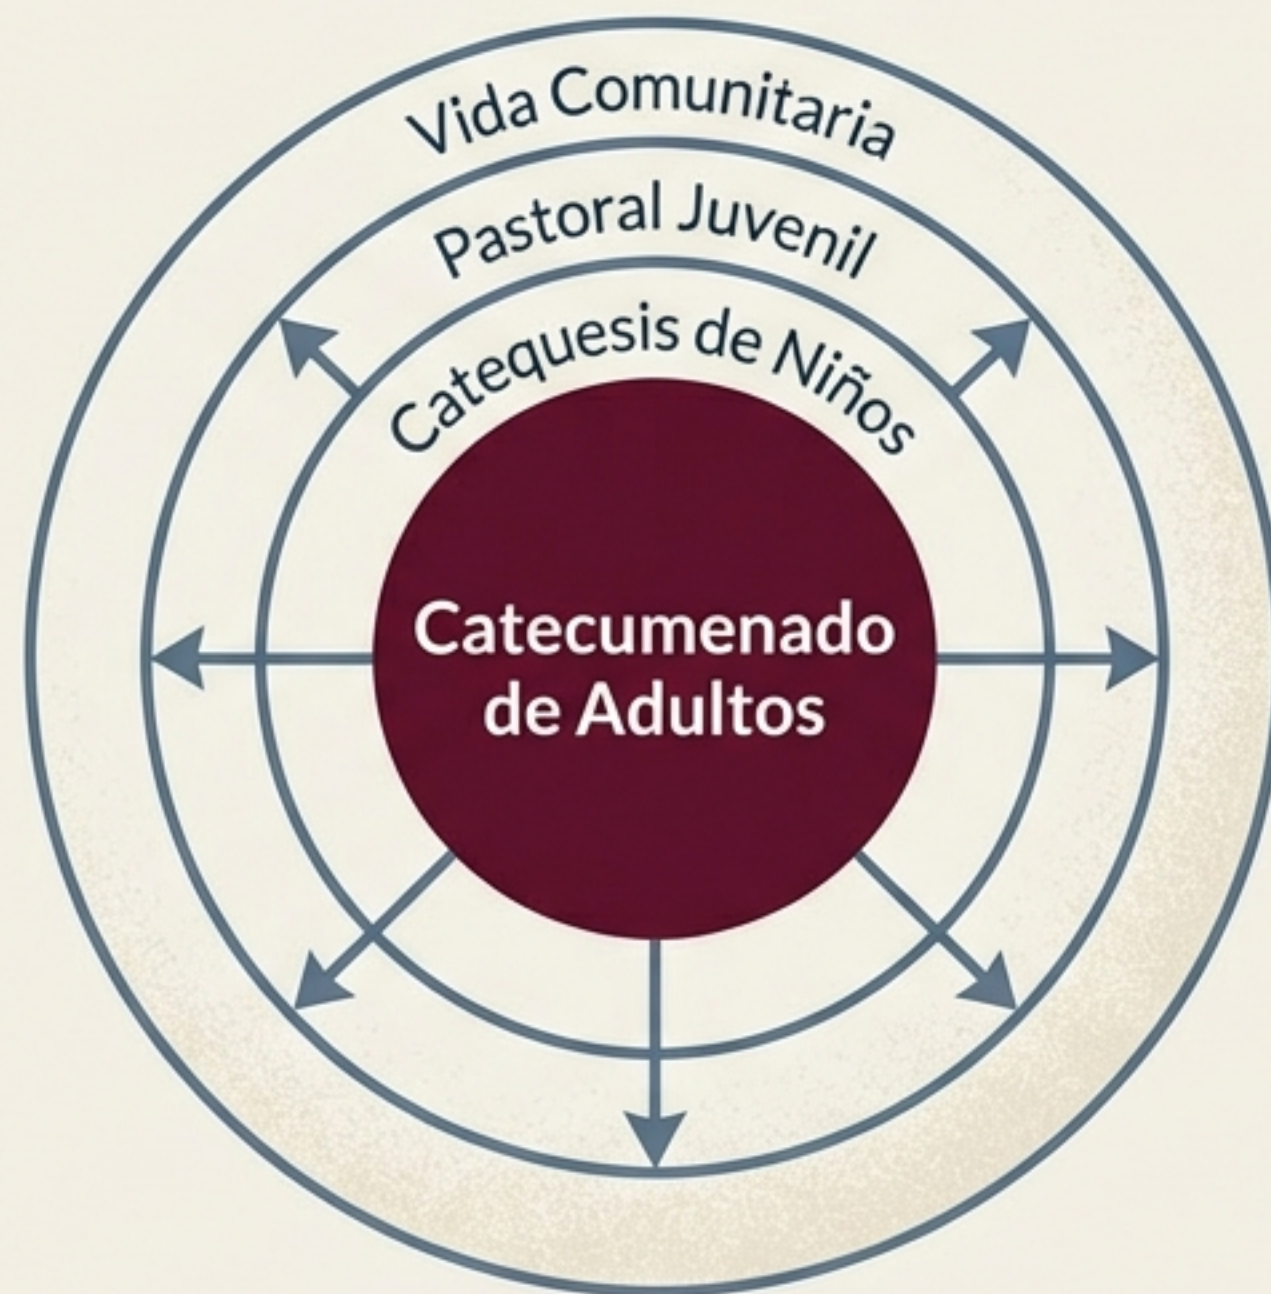 Vida Comunitaria
Pastoral Juvenil
Catequesis de Niños
Catecumenado
de Adultos